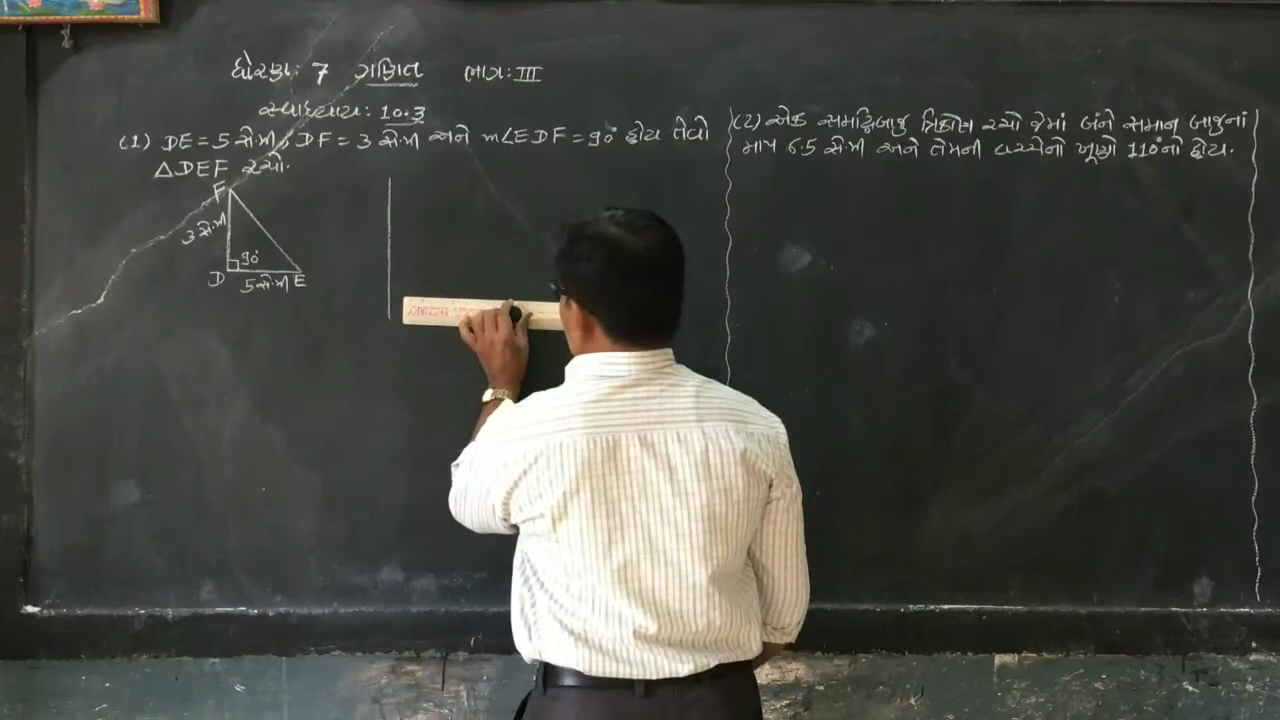 ધોરણ: 7 ગણિત ભાગ: III
સ્વાધ્યાય: 10.3
(1) DE = 5 સે.મી, DF = 3 સે.મી અને m∠EDF = 90° હોય તેવો
△DEF રચો.
F
3 સે.મી
90°
D 5 સે.મી E
(2) એક સમદ્વિબાજુ ત્રિકોણ રચો જેમાં બંને સમાન બાજુનાં
માપ 6.5 સે.મી અને તેમની વચ્ચેનો ખૂણો 110°નો હોય.